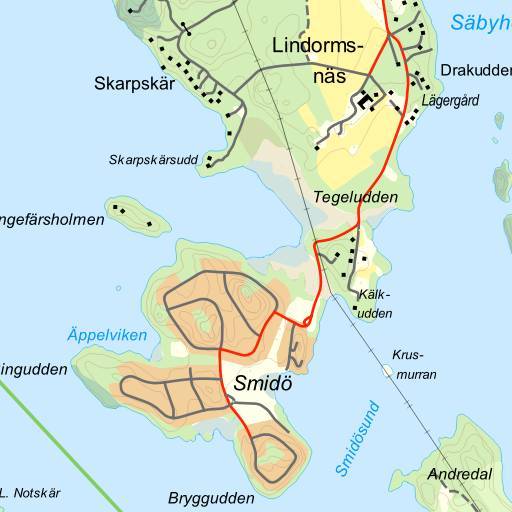 Säbyh
Lindorms-
näs
Drakudden
Skarpskär
Lägergård
Skarpskärsudd
Tegeludden
ngefärsholmen
Kälk-
udden
Äppelviken
Krus-
murran
ingudden
Smidö
Smidösund
Andredal
L. Notskär
Bryggudden